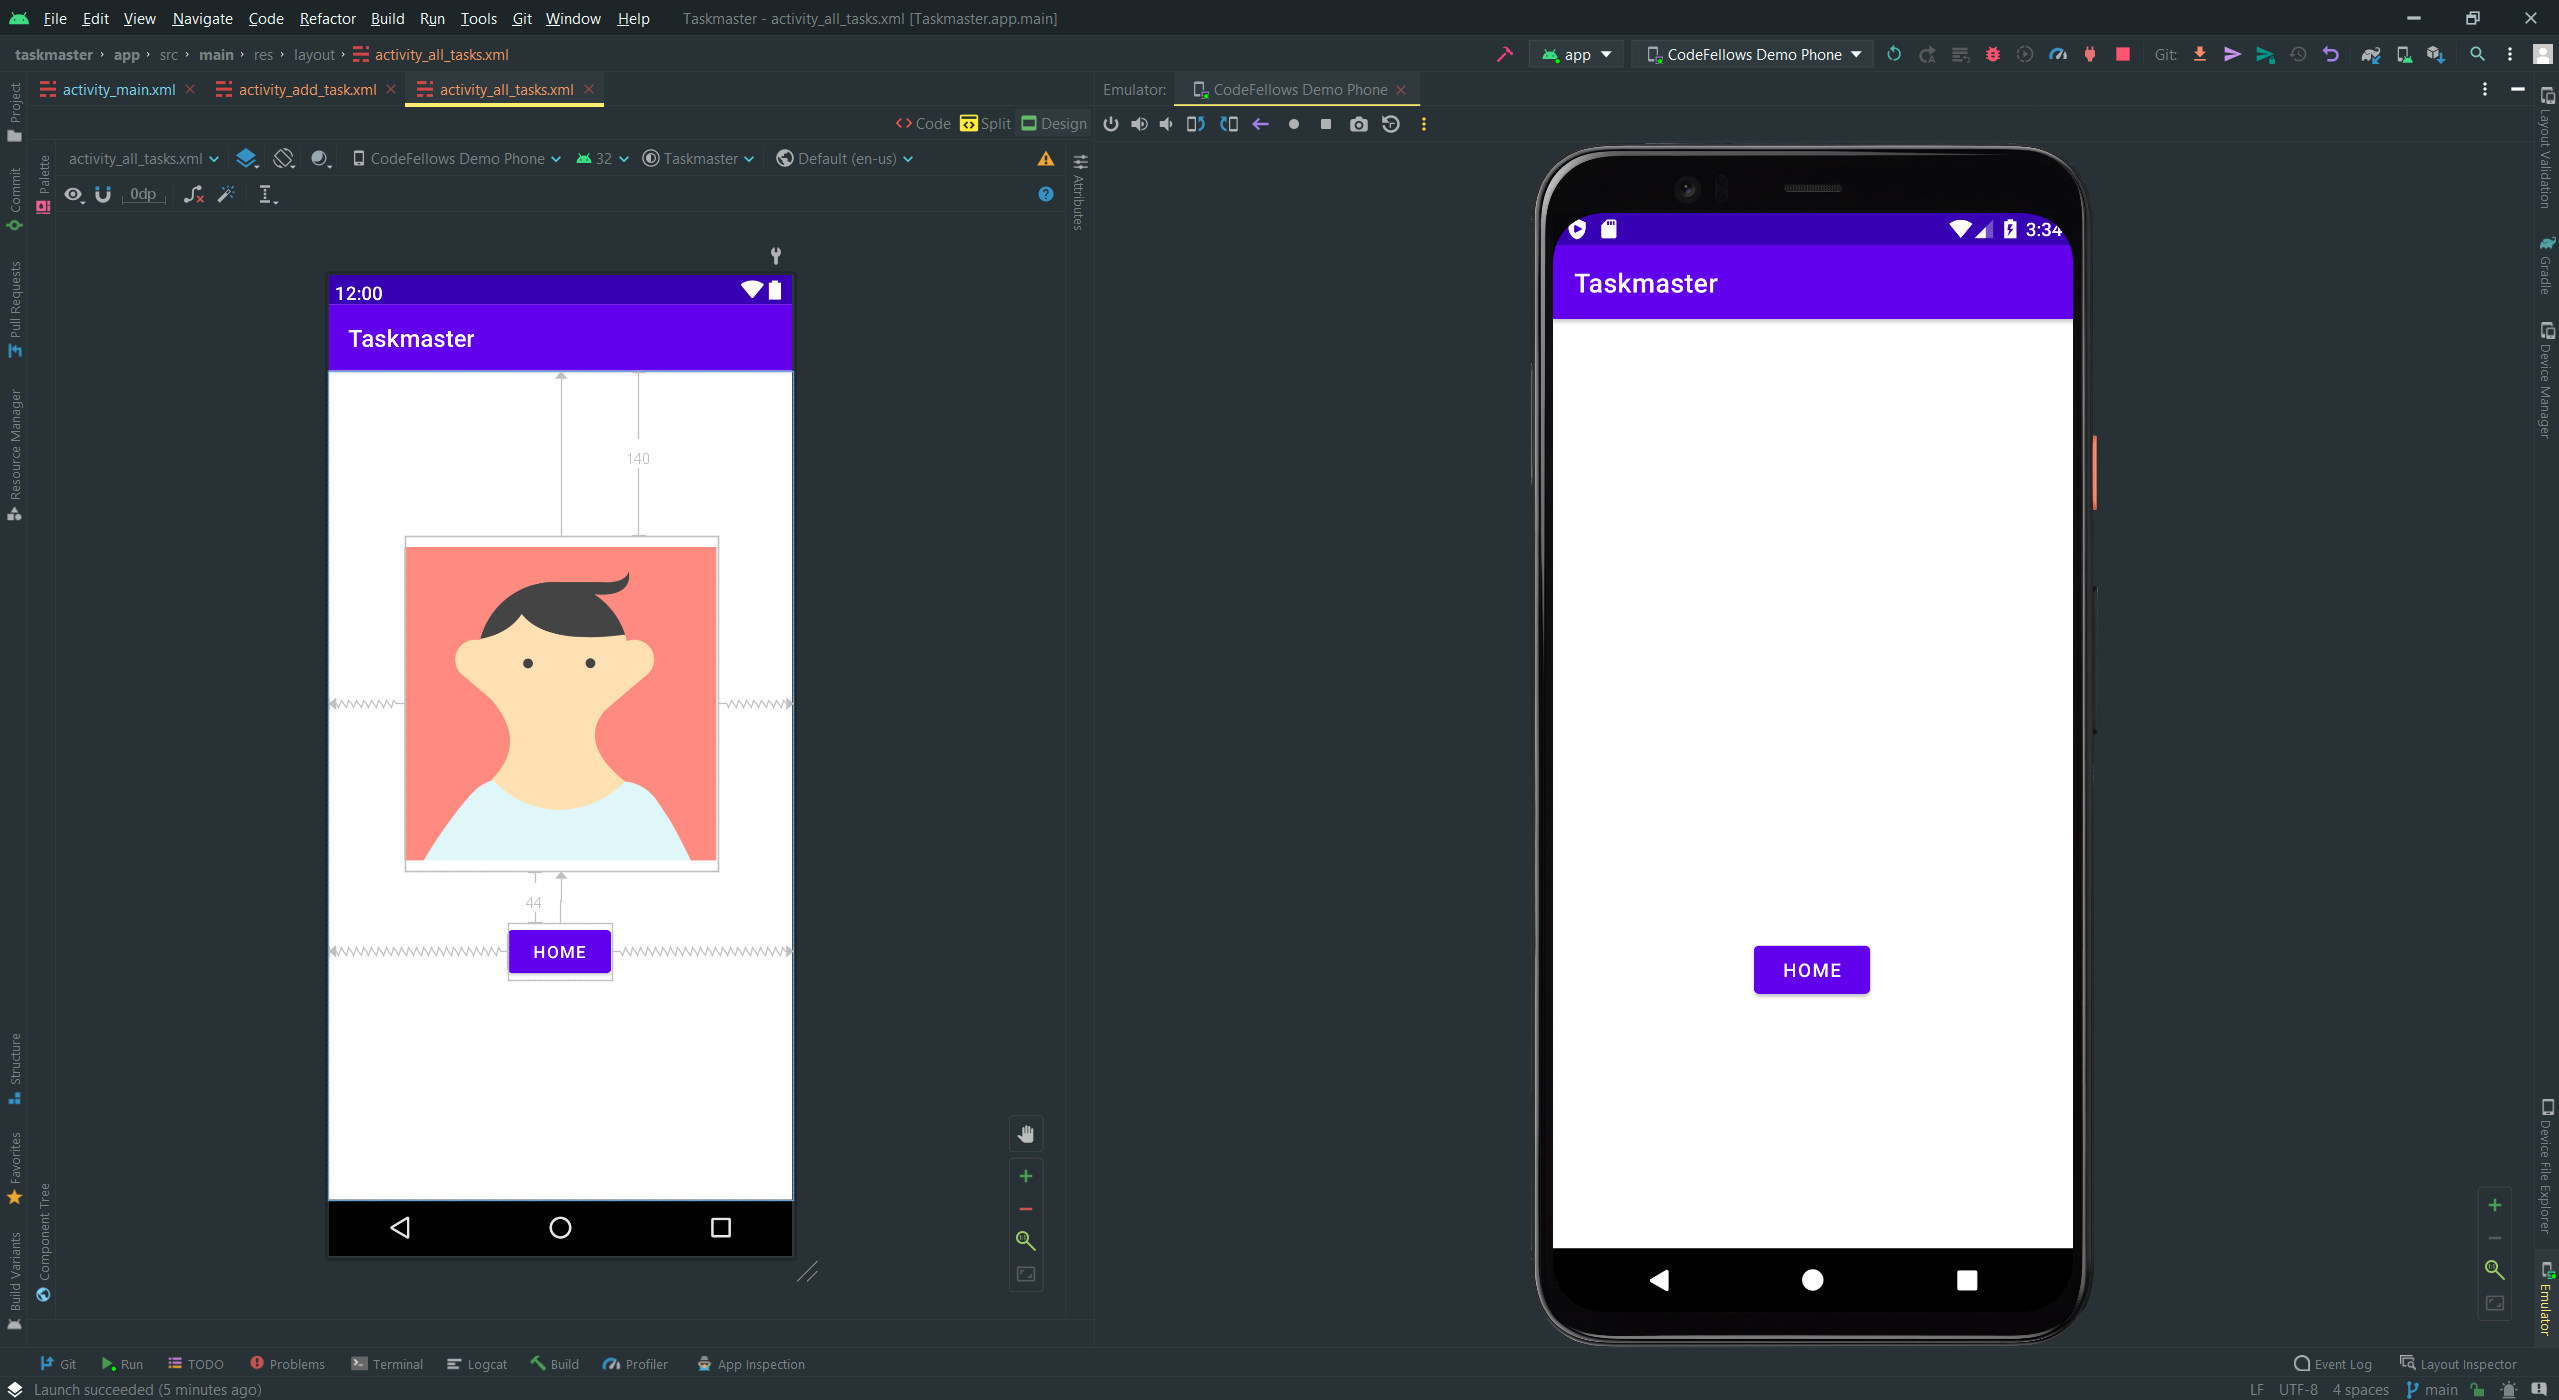 File Edit View Navigate Code Refactor Build Run Tools Git Window Help Taskmaster - activity_all_tasks.xml [Taskmaster.app.main]
taskmaster › app › src › main › res › layout › activity_all_tasks.xml
app
CodeFellows Demo Phone
Git:
activity_main.xml
activity_add_task.xml
activity_all_tasks.xml
Emulator:
CodeFellows Demo Phone
Code
Split
Design
activity_all_tasks.xml
CodeFellows Demo Phone
32
Taskmaster
Default (en-us)
0dp
Project
Commit
Pull Requests
Resource Manager
Structure
Favorites
Build Variants
Palette
Component Tree
Attributes
12:00
Taskmaster
140
44
HOME
3:34
Taskmaster
HOME
Layout Validation
Gradle
Device Manager
Device File Explorer
Emulator
Git
Run
TODO
Problems
Terminal
Logcat
Build
Profiler
App Inspection
Event Log
Layout Inspector
Launch succeeded (5 minutes ago)
LF UTF-8 4 spaces main